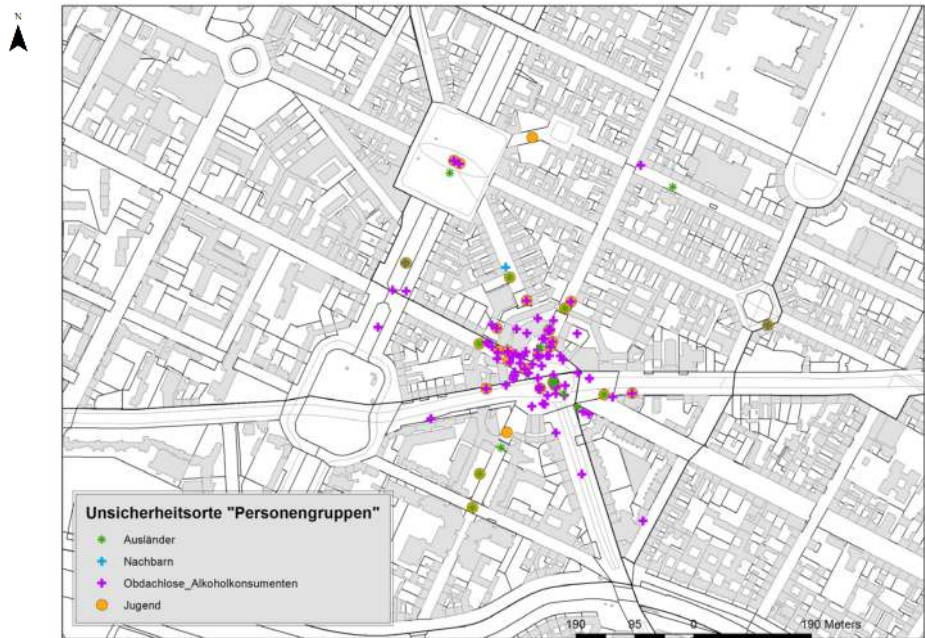 N
Unsicherheitsorte "Personengruppen"
Ausländer
Nachbarn
Obdachlose_Alkoholkonsumenten
Jugend
190 95 0 190 Meters